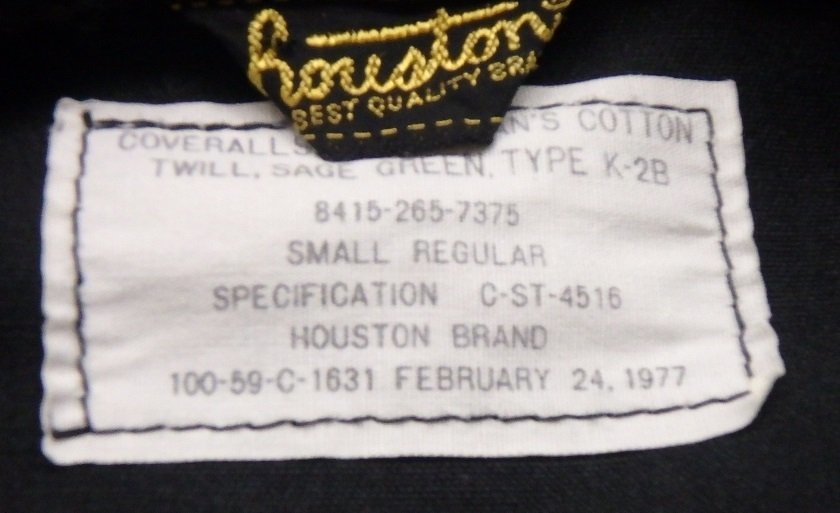 houston
BEST QUALITY BRA
COVERALLS N'S COTTON
TWILL, SAGE GREEN, TYPE K-2B
8415-265-7375
SMALL REGULAR
SPECIFICATION C-ST-4516
HOUSTON BRAND
100-59-C-1631 FEBRUARY 24, 1977